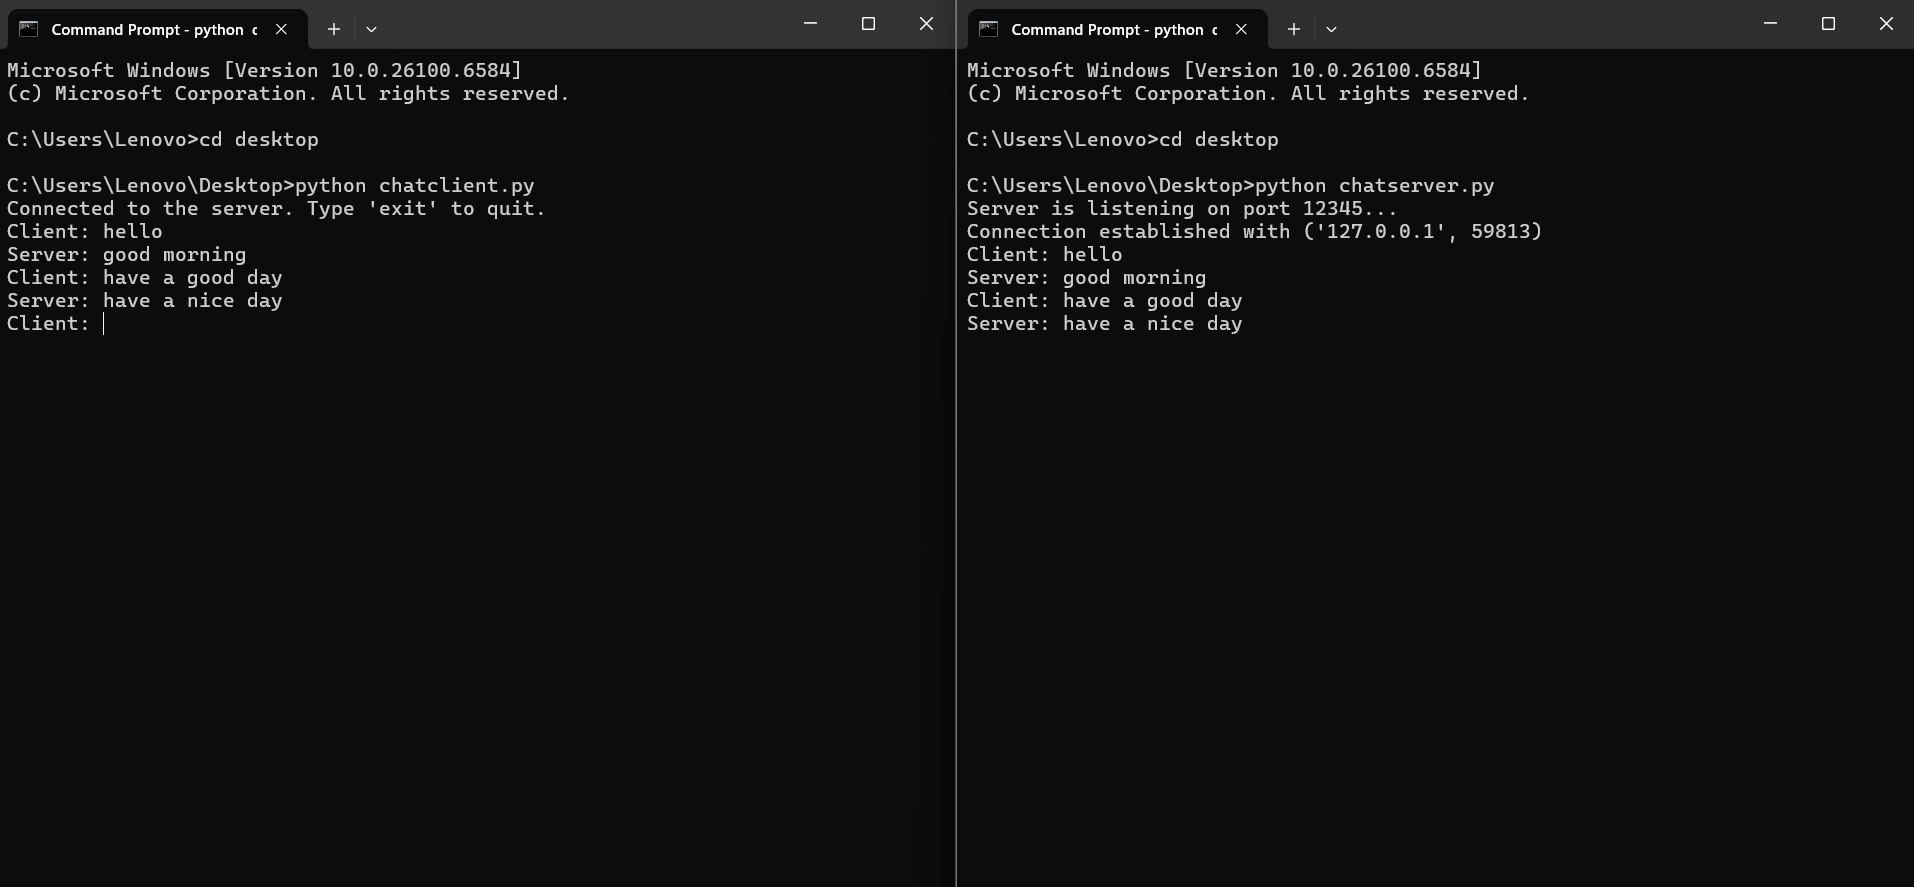 Command Prompt - python c
Microsoft Windows [Version 10.0.26100.6584]
(c) Microsoft Corporation. All rights reserved.
C:\Users\Lenovo>cd desktop
C:\Users\Lenovo\Desktop>python chatclient.py
Connected to the server. Type 'exit' to quit.
Client: hello
Server: good morning
Client: have a good day
Server: have a nice day
Client:
Command Prompt - python c
Microsoft Windows [Version 10.0.26100.6584]
(c) Microsoft Corporation. All rights reserved.
C:\Users\Lenovo>cd desktop
C:\Users\Lenovo\Desktop>python chatserver.py
Server is listening on port 12345...
Connection established with ('127.0.0.1', 59813)
Client: hello
Server: good morning
Client: have a good day
Server: have a nice day